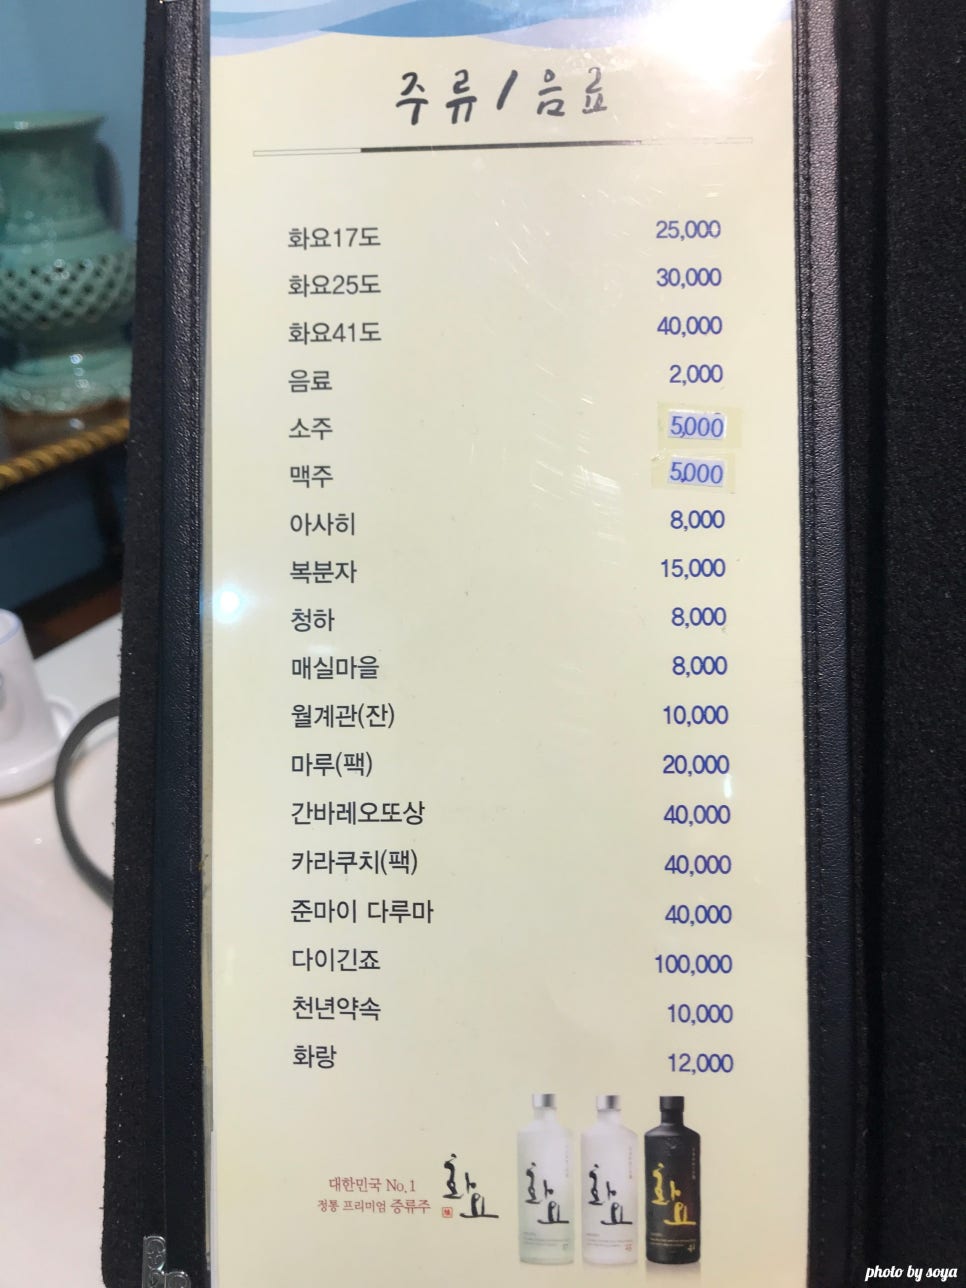 주류/음료
화요17도 25,000
화요25도 30,000
화요41도 40,000
음료 2,000
소주 5,000
맥주 5,000
아사히 8,000
복분자 15,000
청하 8,000
매실마을 8,000
월계관(잔) 10,000
마루(팩) 20,000
간바레오또상 40,000
카라쿠치(팩) 40,000
준마이 다루마 40,000
다이긴죠 100,000
천년약속 10,000
화랑 12,000
대한민국 No.1
정통 프리미엄 증류주
화요
화요 화요 화요
photo by soya